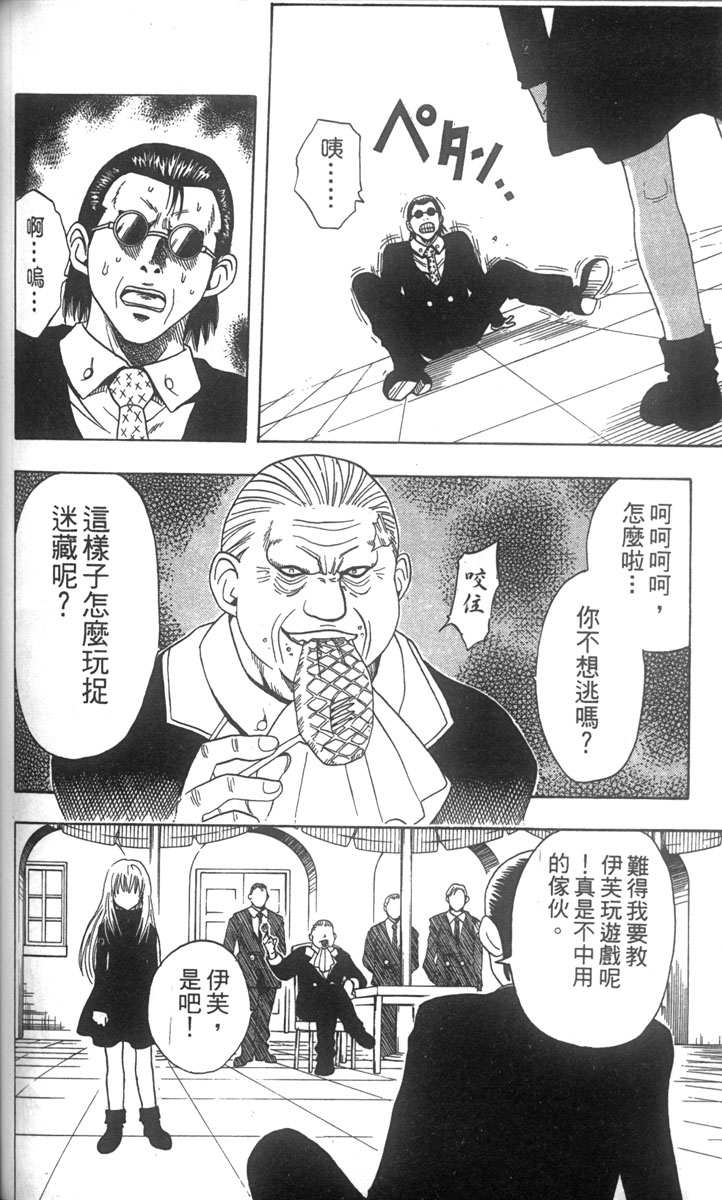 ペタン..
咦……
啊…嗚…
呵呵呵呵，
怎麼啦…
你不想逃嗎？
咬住
這樣子怎麼玩捉
迷藏呢？
難得我要教
伊芙玩遊戲呢
！真是不中用
的傢伙。
伊芙，
是吧！